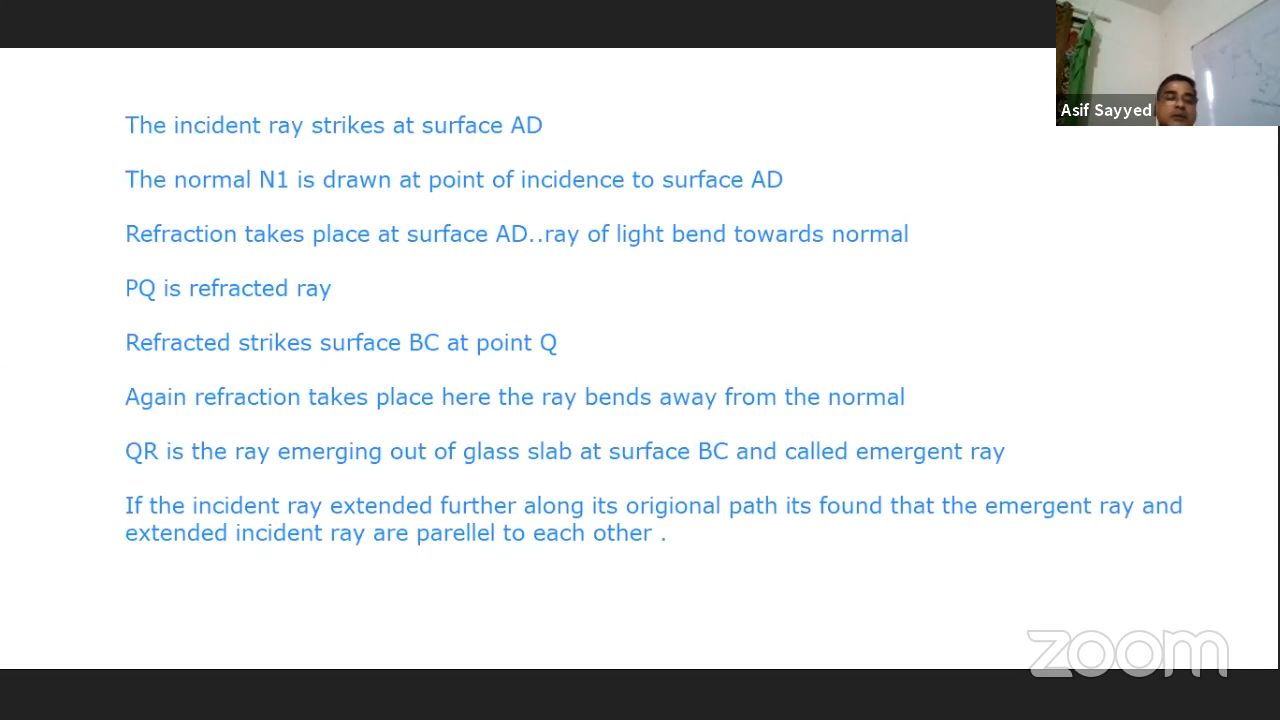 Asif Sayyed
The incident ray strikes at surface AD
The normal N1 is drawn at point of incidence to surface AD
Refraction takes place at surface AD..ray of light bend towards normal
PQ is refracted ray
Refracted strikes surface BC at point Q
Again refraction takes place here the ray bends away from the normal
QR is the ray emerging out of glass slab at surface BC and called emergent ray
If the incident ray extended further along its origional path its found that the emergent ray and
extended incident ray are parellel to each other .
zoom